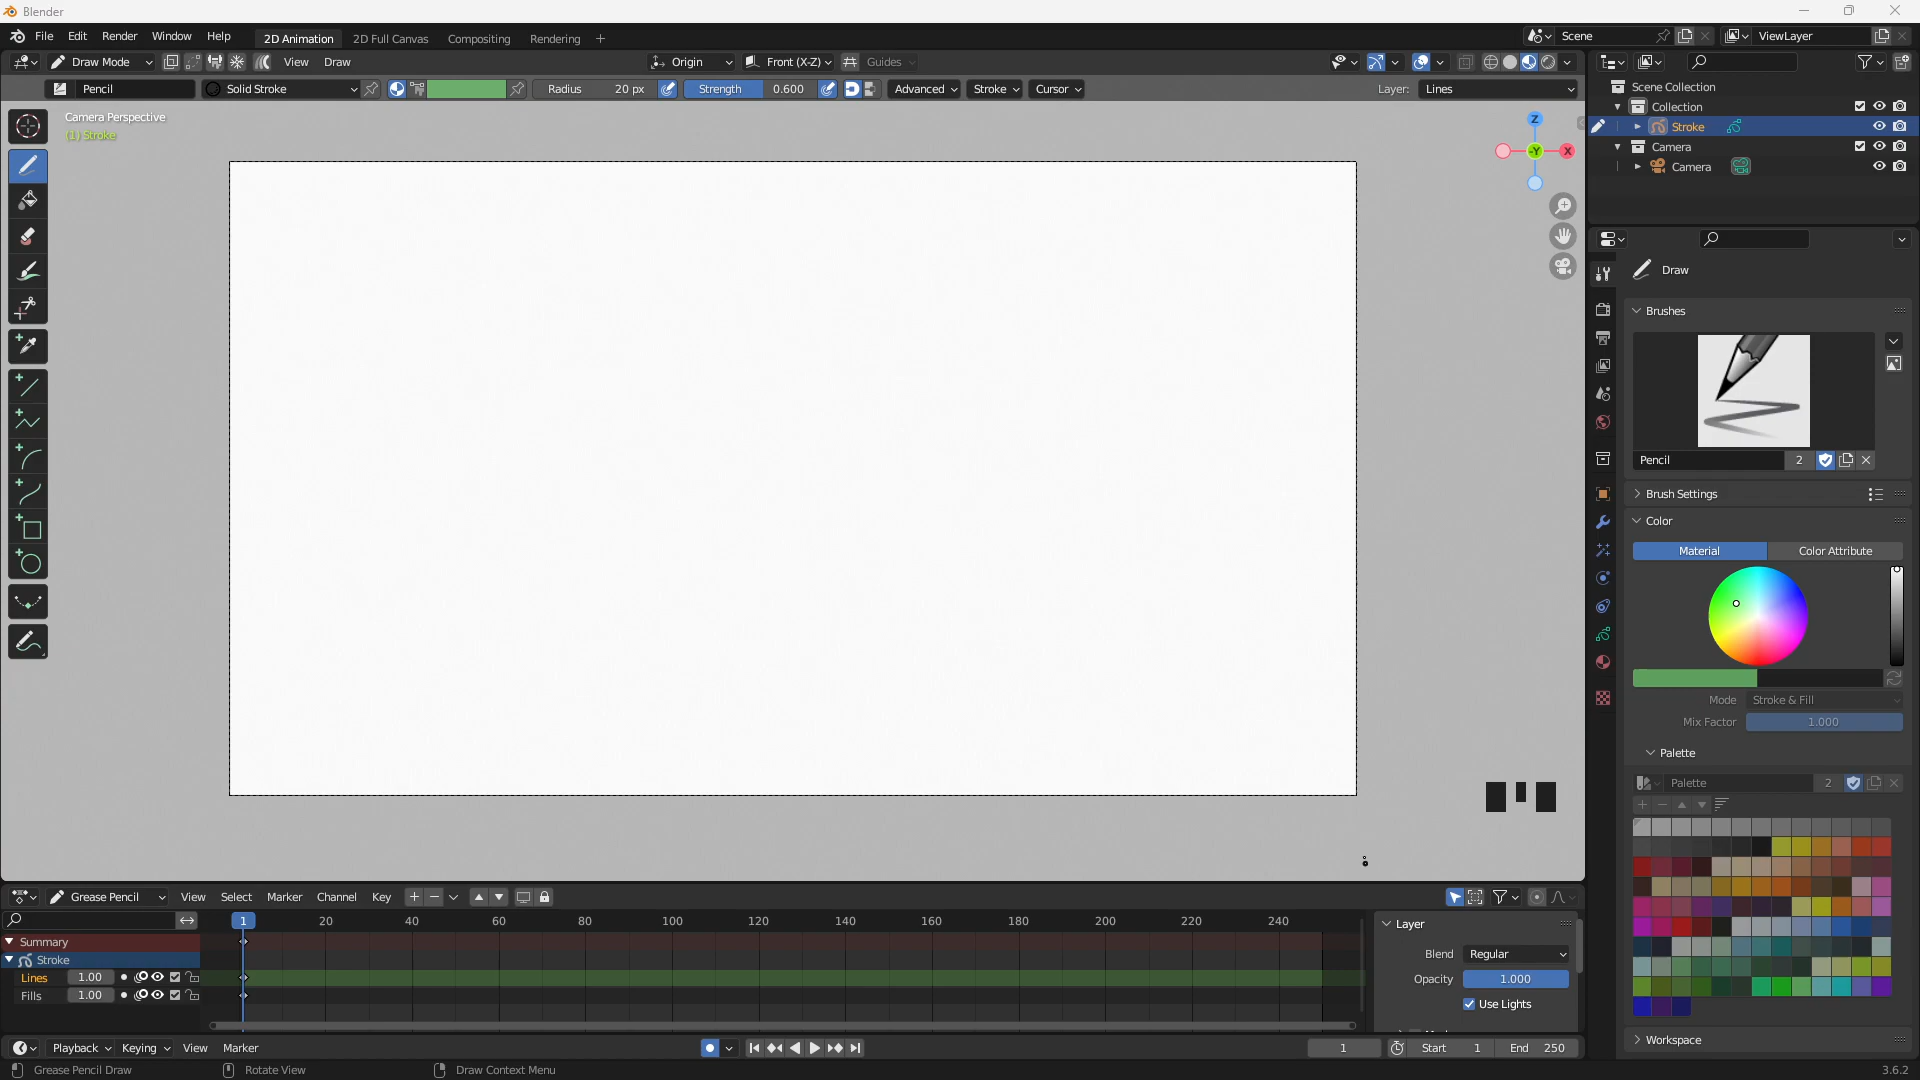 Blender
File Edit Render Window Help 2D Animation 2D Full Canvas Compositing Rendering + Scene ViewLayer
Draw Mode View Draw Origin Front (X-Z) Guides
Pencil Solid Stroke Radius 20 px Strength 0.600 Advanced Stroke Cursor Layer: Lines
Camera Perspective
(1) Stroke
Z
-Y X
Scene Collection
Collection
Stroke
Camera
Camera
Draw
Brushes
Pencil 2
Brush Settings
Color
Material Color Attribute
Mode Stroke & Fill
Mix Factor 1.000
Palette
Palette 2
Workspace
Grease Pencil View Select Marker Channel Key
1 20 40 60 80 100 120 140 160 180 200 220 240
Summary
Stroke
Lines 1.00
Fills 1.00
Layer
Blend Regular
Opacity 1.000
Use Lights
Playback Keying View Marker 1 Start 1 End 250
Grease Pencil Draw Rotate View Draw Context Menu 3.6.2